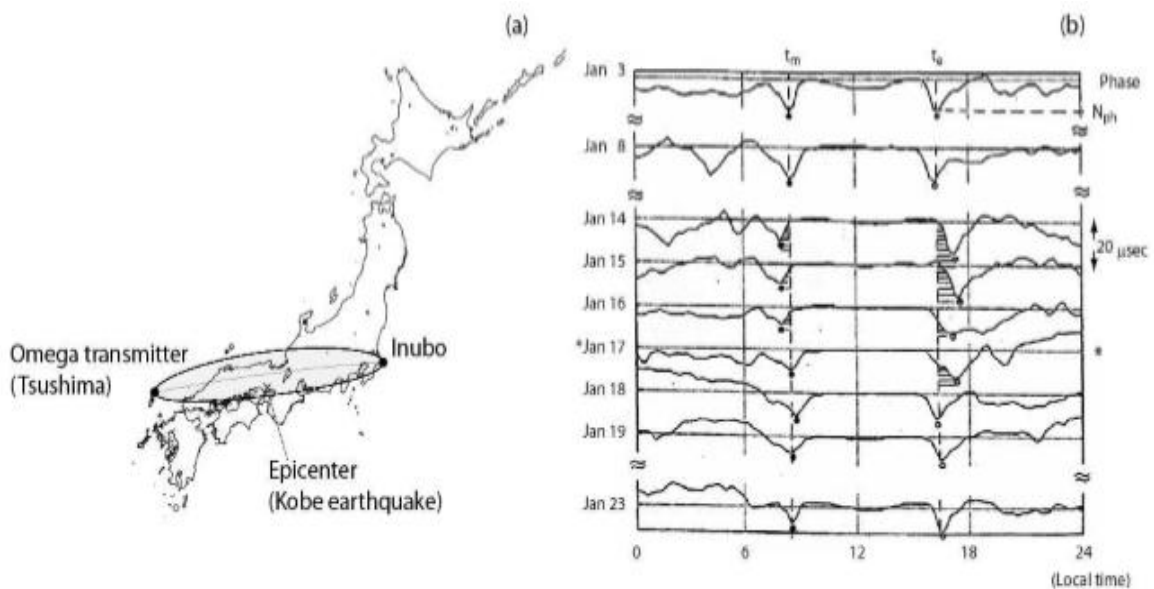 (a)
Omega transmitter
(Tsushima)
Inubo
Epicenter
(Kobe earthquake)
(b)
tm te
Jan 3
Phase
Nph
Jan 8
Jan 14
20 μsec
Jan 15
Jan 16
*Jan 17 *
Jan 18
Jan 19
Jan 23
0 6 12 18 24
(Local time)